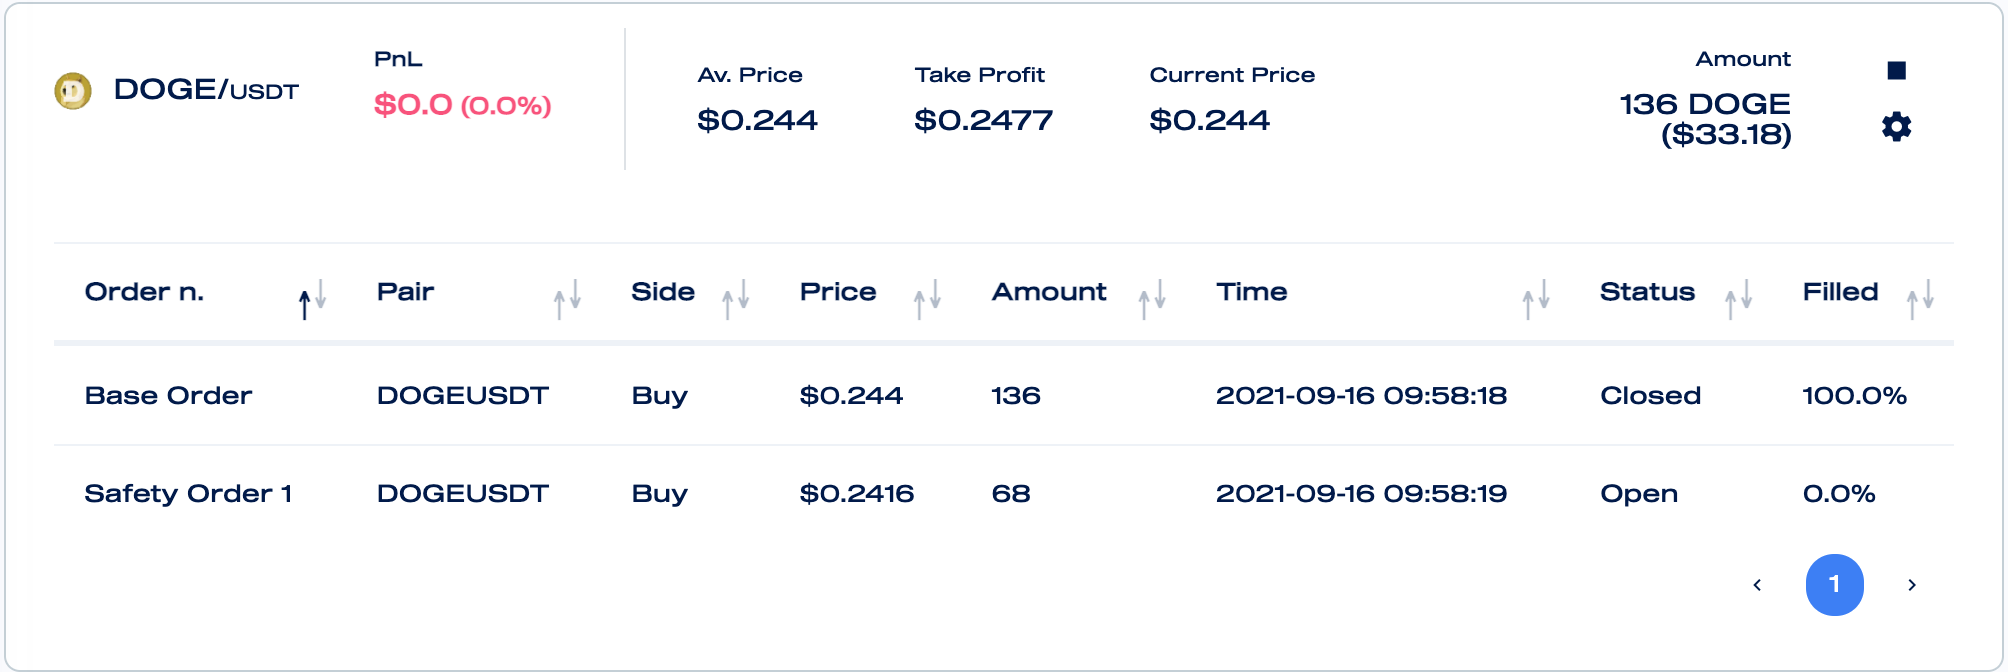 DOGE/USDT
PnL
$0.0 (0.0%)
Av. Price
$0.244
Take Profit
$0.2477
Current Price
$0.244
Amount
136 DOGE
($33.18)
Order n. Pair Side Price Amount Time Status Filled
Base Order DOGEUSDT Buy $0.244 136 2021-09-16 09:58:18 Closed 100.0%
Safety Order 1 DOGEUSDT Buy $0.2416 68 2021-09-16 09:58:19 Open 0.0%
‹ 1 ›